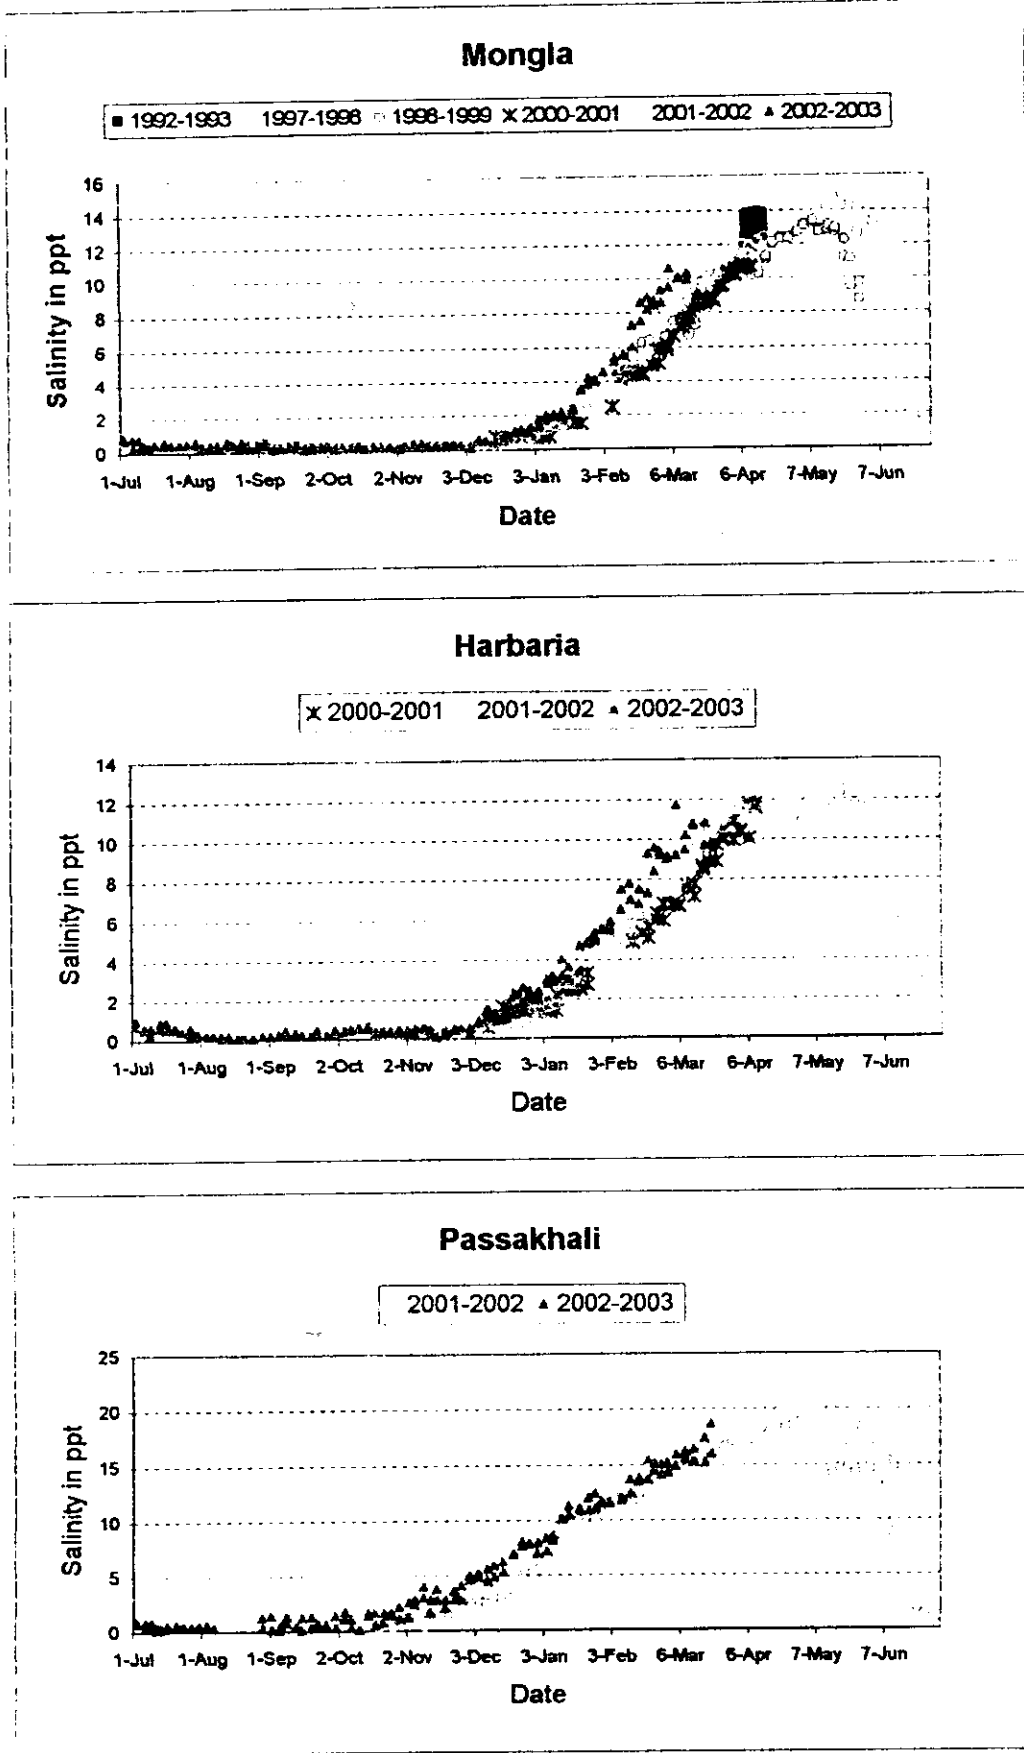 Mongla
1992-1993 1997-1998 1998-1999 2000-2001 2001-2002 2002-2003
16
14
12
10
8
6
4
2
0
Salinity in ppt
1-Jul 1-Aug 1-Sep 2-Oct 2-Nov 3-Dec 3-Jan 3-Feb 6-Mar 6-Apr 7-May 7-Jun
Date
Harbaria
2000-2001 2001-2002 2002-2003
14
12
10
8
6
4
2
0
Salinity in ppt
1-Jul 1-Aug 1-Sep 2-Oct 2-Nov 3-Dec 3-Jan 3-Feb 6-Mar 6-Apr 7-May 7-Jun
Date
Passakhali
2001-2002 2002-2003
25
20
15
10
5
0
Salinity in ppt
1-Jul 1-Aug 1-Sep 2-Oct 2-Nov 3-Dec 3-Jan 3-Feb 6-Mar 6-Apr 7-May 7-Jun
Date